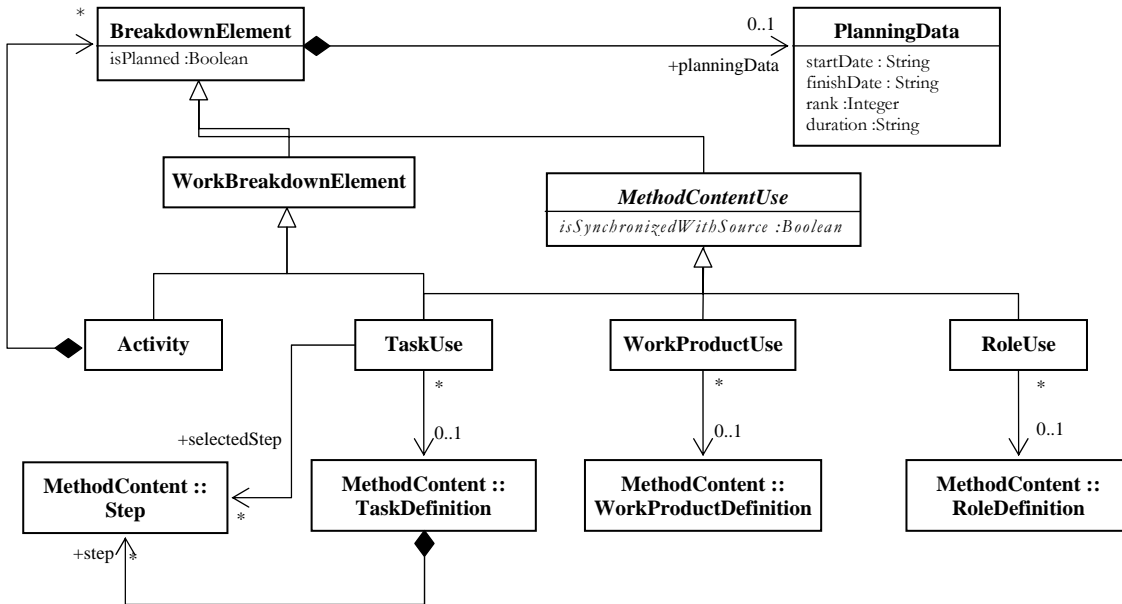 *
BreakdownElement
isPlanned :Boolean
0..1
+planningData
PlanningData
startDate : String
finishDate : String
rank :Integer
duration :String
WorkBreakdownElement
MethodContentUse
isSynchronizedWithSource :Boolean
Activity
TaskUse
WorkProductUse
RoleUse
*
*
*
+selectedStep
0..1
0..1
0..1
MethodContent ::
Step
*
MethodContent ::
TaskDefinition
MethodContent ::
WorkProductDefinition
MethodContent ::
RoleDefinition
+step
*